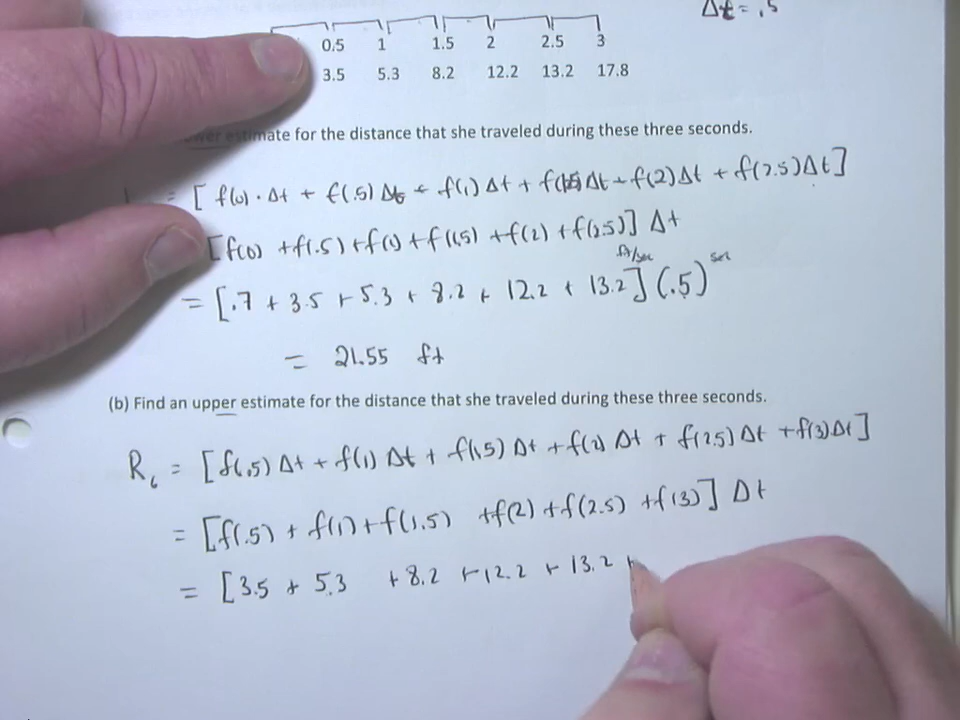 Δt = .5
0.5 1 1.5 2 2.5 3
3.5 5.3 8.2 12.2 13.2 17.8
estimate for the distance that she traveled during these three seconds.
= [ f(0) · Δt + f(.5) Δt + f(1) Δt + f(1.5) Δt + f(2) Δt + f(2.5) Δt ]
[f(0) + f(.5) + f(1) + f(1.5) + f(2) + f(2.5)] Δt
= [.7 + 3.5 + 5.3 + 8.2 + 12.2 + 13.2 ft/sec] (.5) sec
= 21.55 ft
(b) Find an upper estimate for the distance that she traveled during these three seconds.
R₆ = [f(.5) Δt + f(1) Δt + f(1.5) Δt + f(2) Δt + f(2.5) Δt + f(3) Δt]
= [f(.5) + f(1) + f(1.5) + f(2) + f(2.5) + f(3)] Δt
= [3.5 + 5.3 + 8.2 + 12.2 + 13.2 +